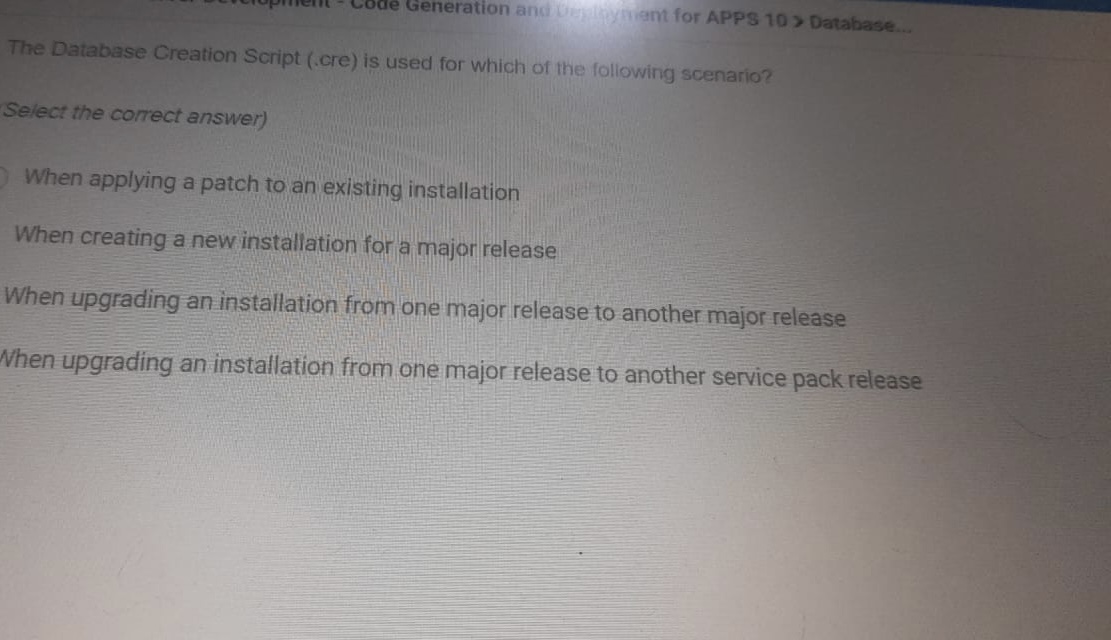 Development - Code Generation and Deployment for APPS 10 > Database...
The Database Creation Script (.cre) is used for which of the following scenario?
(Select the correct answer)
When applying a patch to an existing installation
When creating a new installation for a major release
When upgrading an installation from one major release to another major release
When upgrading an installation from one major release to another service pack release